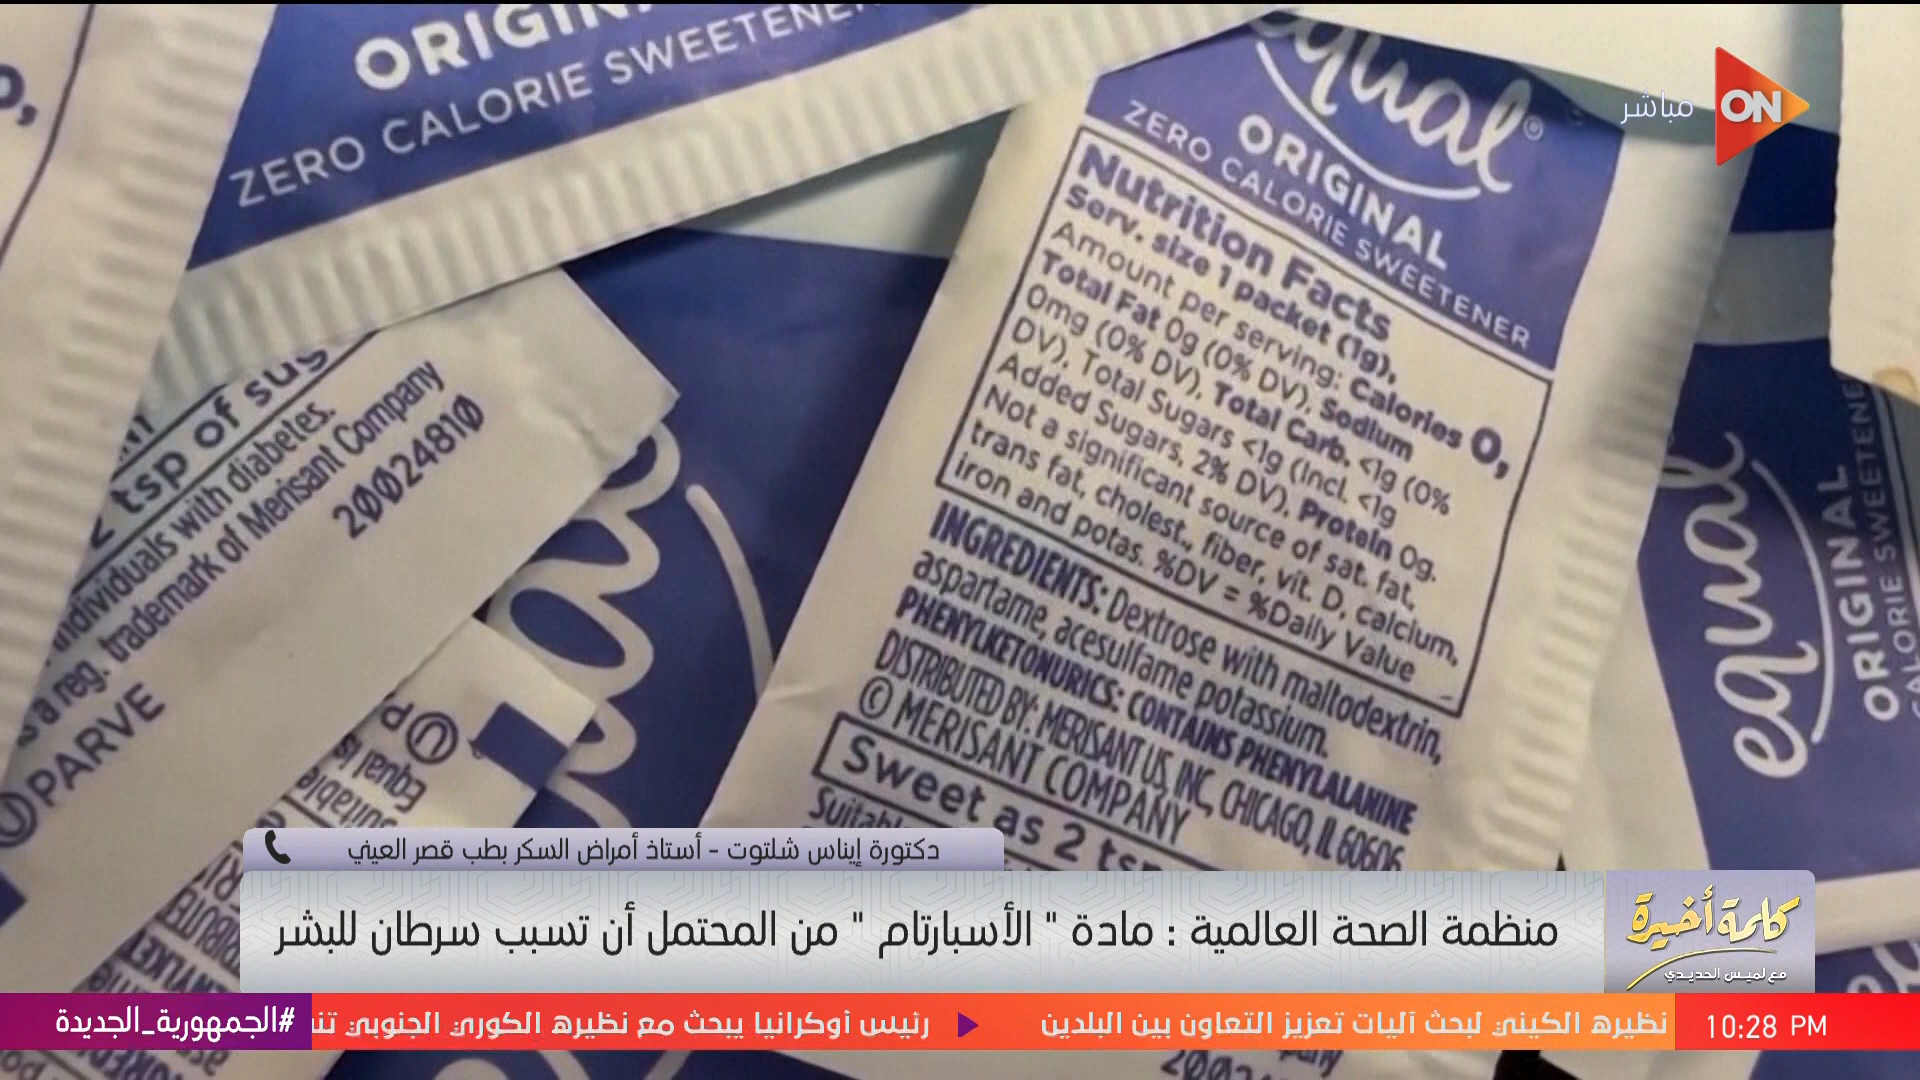 ORIGINAL
ZERO CALORIE SWEETENER
equal®
ORIGINAL
ZERO CALORIE SWEETENER
Nutrition Facts
Serv. size 1 packet (1g),
Amount per serving: Calories 0,
Total Fat 0g (0% DV), Sodium
0mg (0% DV), Total Carb. <1g (0%
DV), Total Sugars <1g (Incl. <1g
Added Sugars, 2% DV), Protein 0g.
Not a significant source of sat. fat,
trans fat, cholest., fiber, vit. D, calcium,
iron and potas. %DV = %Daily Value
INGREDIENTS: Dextrose with maltodextrin,
aspartame, acesulfame potassium.
PHENYLKETONURICS: CONTAINS PHENYLALANINE
DISTRIBUTED BY: MERISANT US, INC, CHICAGO, IL 60606
© MERISANT COMPANY
Sweet as 2 tsp
مباشر
ON
tsp of sug
individuals with diabetes.
a reg. trademark of Merisant Company
20024810
PARVE
Equal is
Suitable
equal
ORIGINAL
دكتورة إيناس شلتوت - أستاذ أمراض السكر بطب قصر العيني
منظمة الصحة العالمية : مادة " الأسبارتام " من المحتمل أن تسبب سرطان للبشر
كلمة أخيرة
مع لميس الحديدي
10:28 PM
نظيره الكيني لبحث آليات تعزيز التعاون بين البلدين
رئيس أوكرانيا يبحث مع نظيره الكوري الجنوبي
#الجمهورية_الجديدة